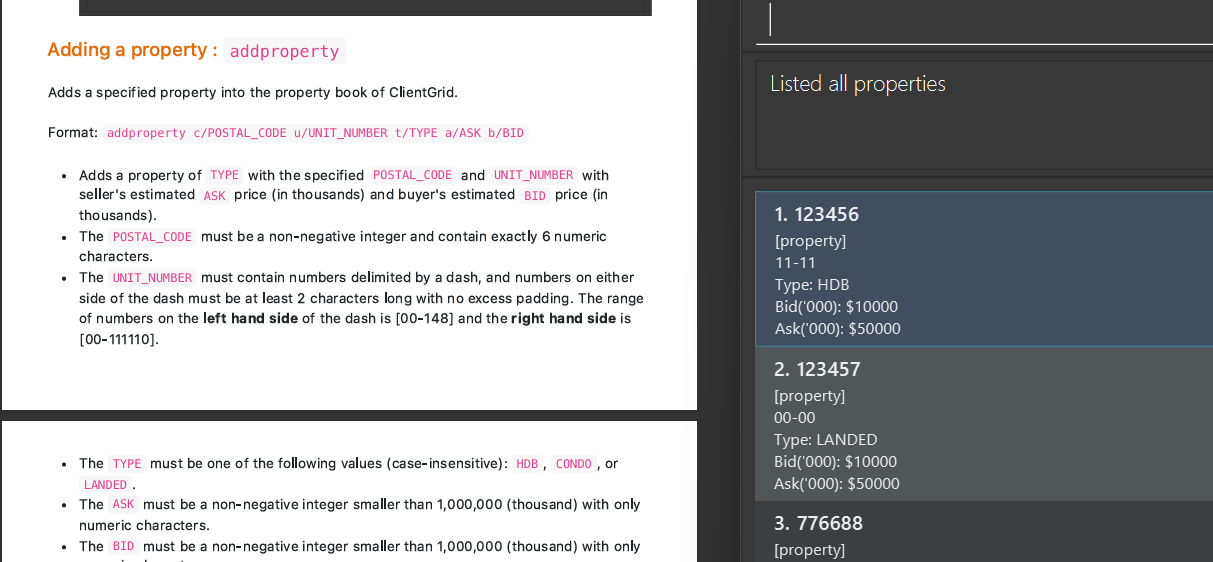 Adding a property : addproperty
Adds a specified property into the property book of ClientGrid.
Format: addproperty c/POSTAL_CODE u/UNIT_NUMBER t/TYPE a/ASK b/BID
• Adds a property of TYPE with the specified POSTAL_CODE and UNIT_NUMBER with
seller's estimated ASK price (in thousands) and buyer's estimated BID price (in
thousands).
• The POSTAL_CODE must be a non-negative integer and contain exactly 6 numeric
characters.
• The UNIT_NUMBER must contain numbers delimited by a dash, and numbers on either
side of the dash must be at least 2 characters long with no excess padding. The range
of numbers on the left hand side of the dash is [00-148] and the right hand side is
[00-111110].
• The TYPE must be one of the following values (case-insensitive): HDB, CONDO, or
LANDED.
• The ASK must be a non-negative integer smaller than 1,000,000 (thousand) with only
numeric characters.
• The BID must be a non-negative integer smaller than 1,000,000 (thousand) with only
Listed all properties
1. 123456
[property]
11-11
Type: HDB
Bid('000): $10000
Ask('000): $50000
2. 123457
[property]
00-00
Type: LANDED
Bid('000): $10000
Ask('000): $50000
3. 776688
[property]